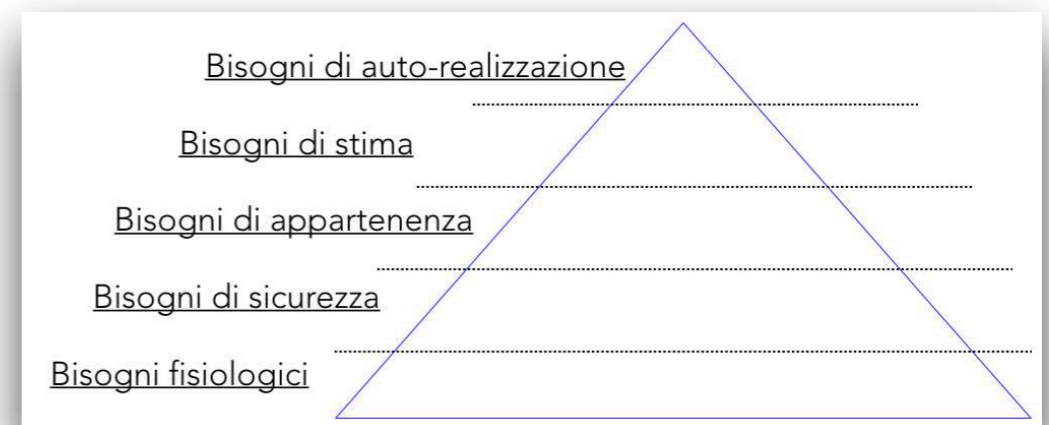 Bisogni di auto-realizzazione
Bisogni di stima
Bisogni di appartenenza
Bisogni di sicurezza
Bisogni fisiologici